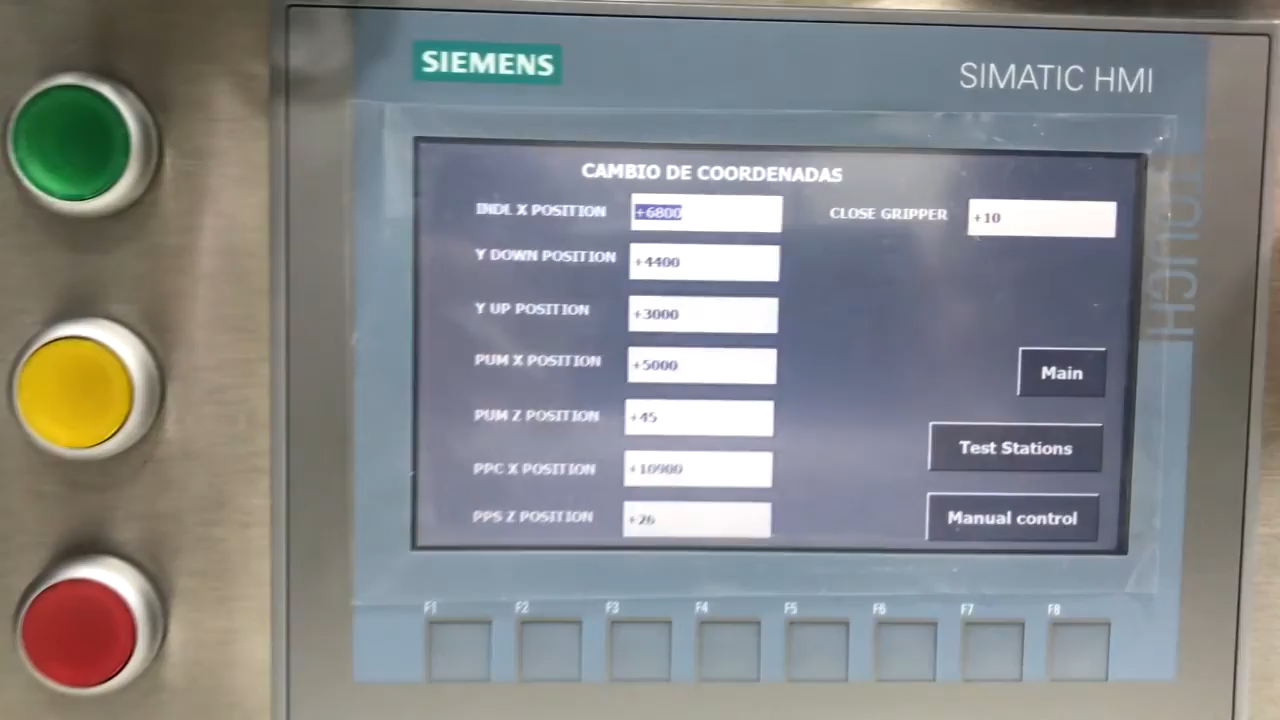 SIEMENS
SIMATIC HMI
TOUCH
CAMBIO DE COORDENADAS
INDL X POSITION +6800 CLOSE GRIPPER +10
Y DOWN POSITION +4400
Y UP POSITION +3000
PUM X POSITION +5000
Main
PUM Z POSITION +45
Test Stations
PPC X POSITION +10900
PPS Z POSITION +26
Manual control
F1 F2 F3 F4 F5 F6 F7 F8